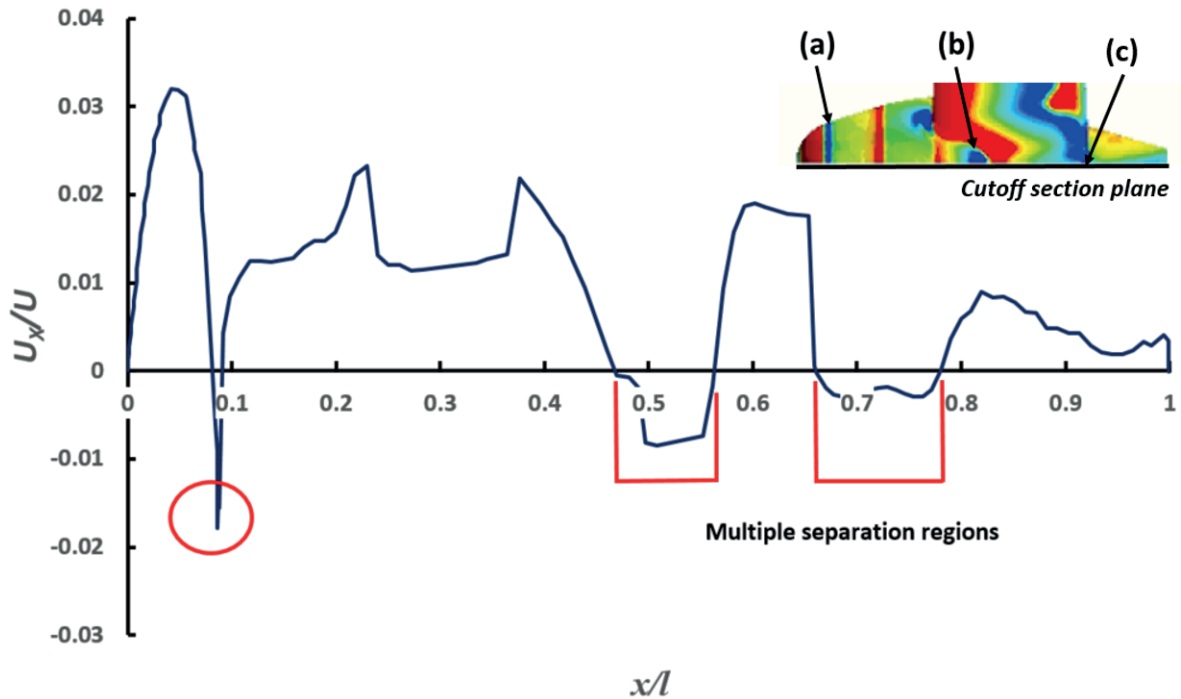 0.04
0.03
0.02
0.01
0
-0.01
-0.02
-0.03
Uₓ/U
(a)
(b)
(c)
Cutoff section plane
0 0.1 0.2 0.3 0.4 0.5 0.6 0.7 0.8 0.9 1
Multiple separation regions
x/l